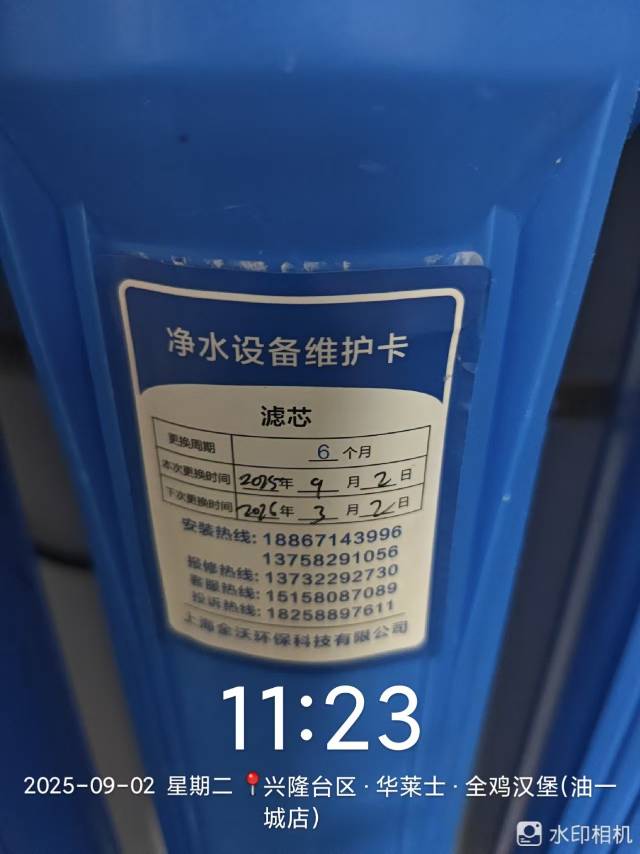 净水设备维护卡
滤芯
更换周期 6 个月
本次更换时间 2025年 9 月 2 日
下次更换时间 2026年 3 月 2 日
安装热线: 18867143996
13758291056
报修热线: 13732292730
客服热线: 15158087089
投诉热线: 18258897611
上海金沃环保科技有限公司
11:23
2025-09-02 星期二 兴隆台区·华莱士·全鸡汉堡(油一
城店)
水印相机